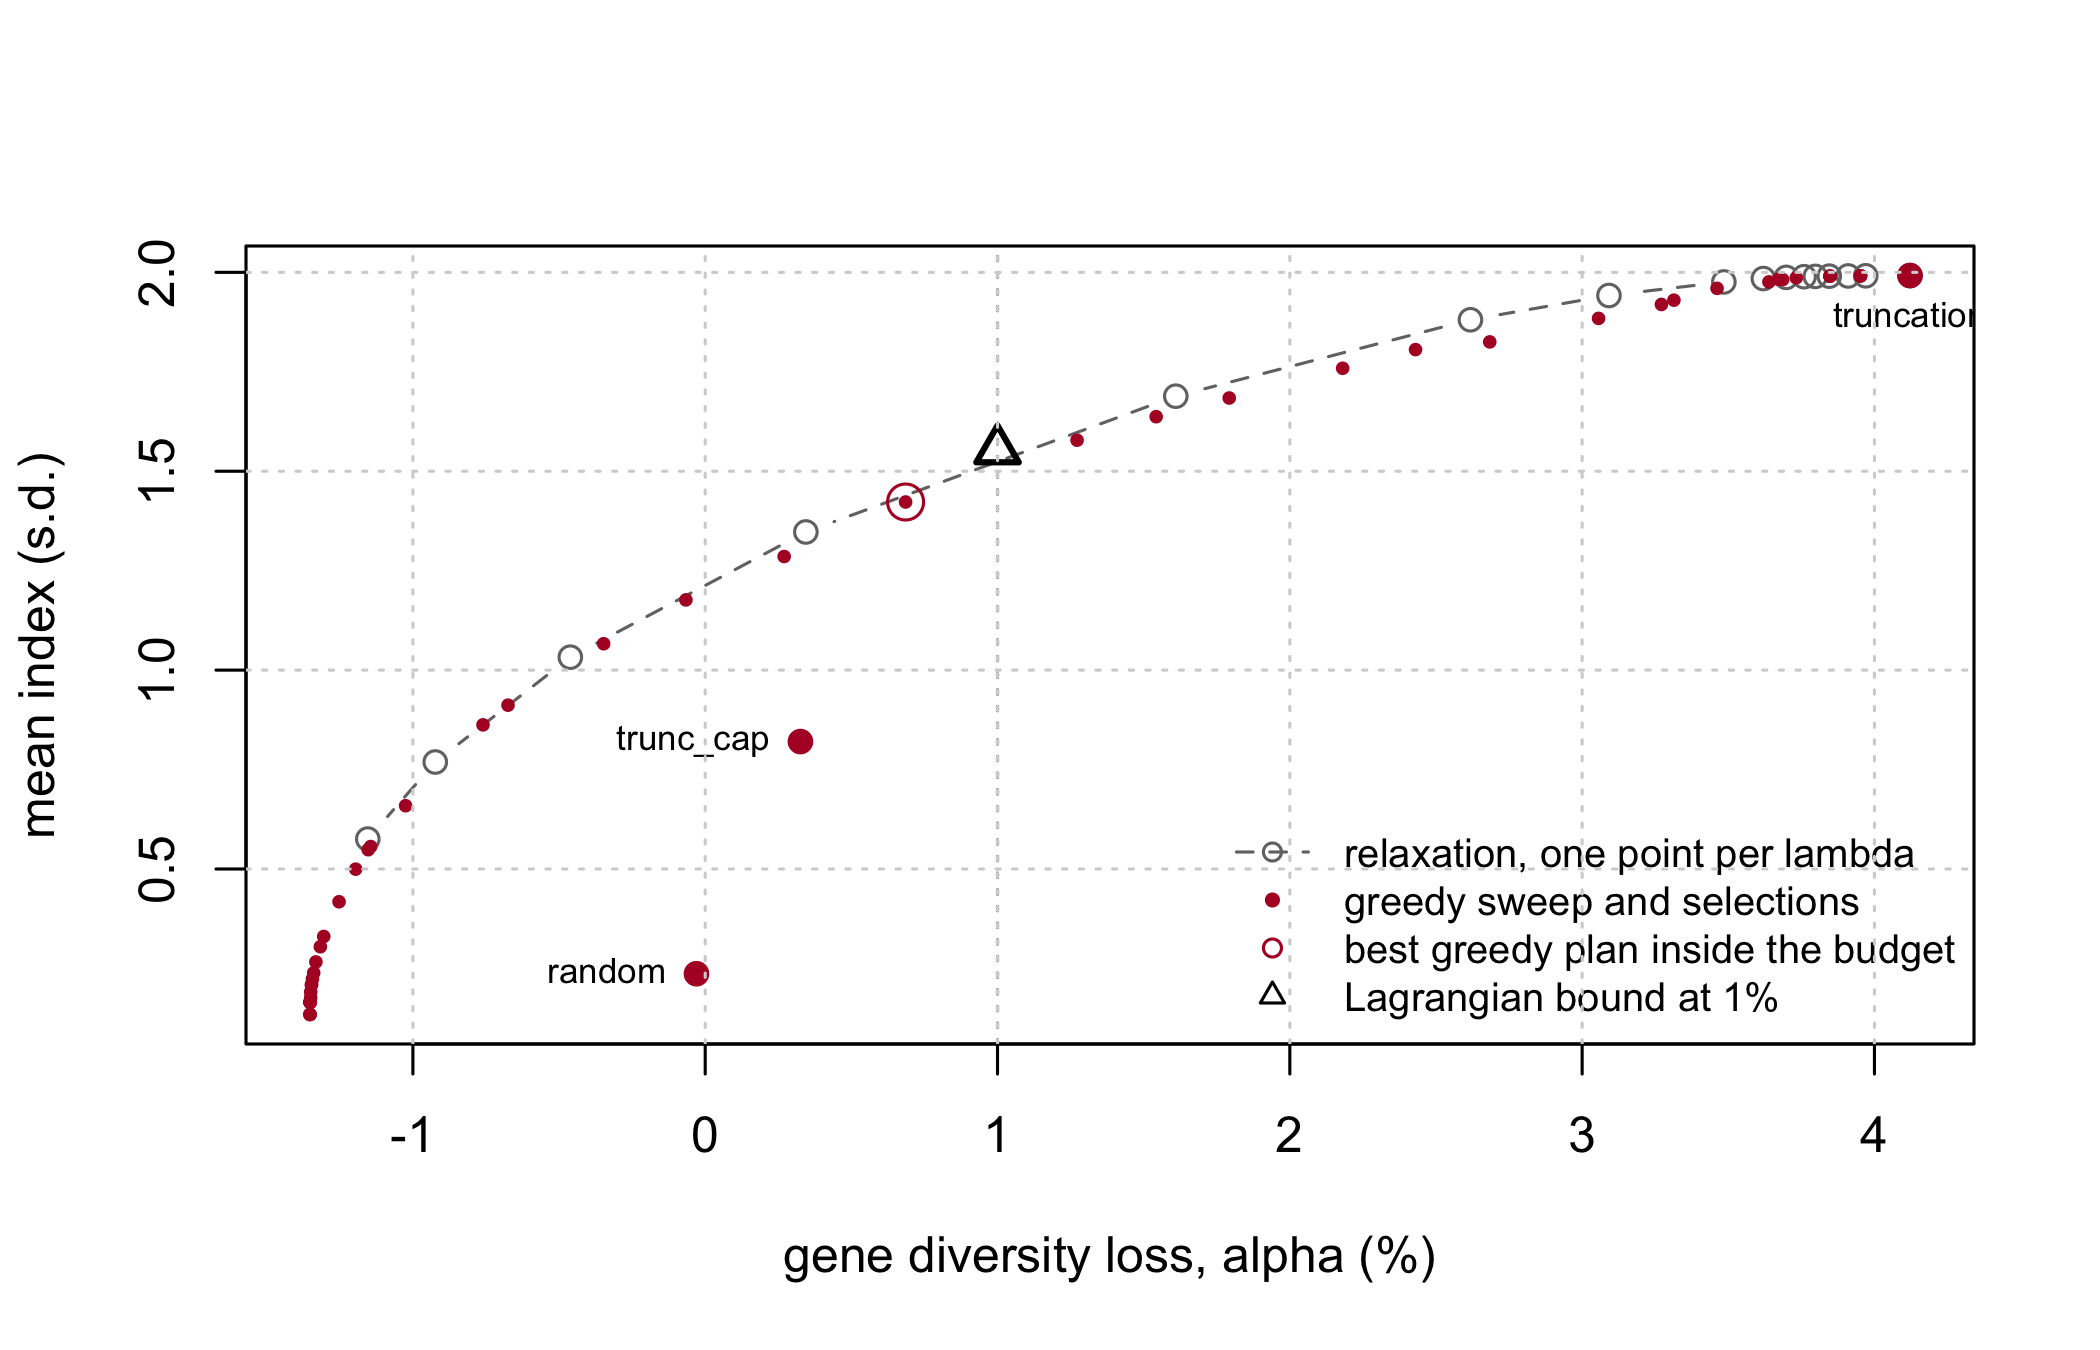 mean index (s.d.)
2.0
1.5
1.0
0.5
truncation
trunc_cap
random
relaxation, one point per lambda
greedy sweep and selections
best greedy plan inside the budget
Lagrangian bound at 1%
-1 0 1 2 3 4
gene diversity loss, alpha (%)